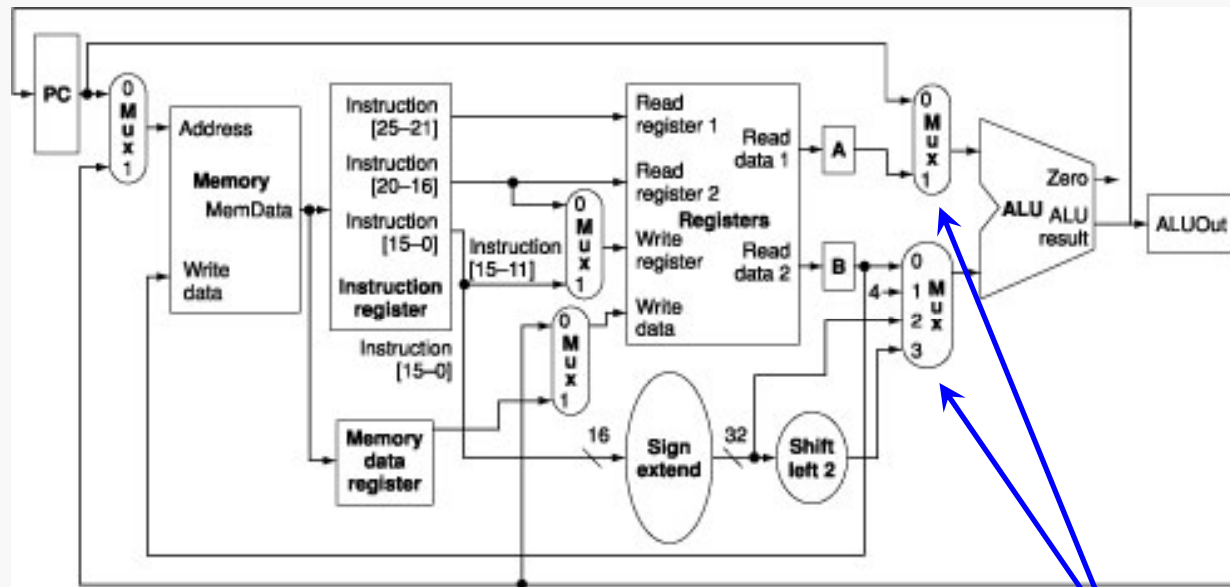 PC
0
M
u
x
1
Address
Memory
MemData
Write
data
Instruction
[25–21]
Instruction
[20–16]
Instruction
[15–0]
Instruction
register
Instruction
[15–0]
Memory
data
register
Instruction
[15–11]
0
M
u
x
1
0
M
u
x
1
16
Read
register 1
Read
register 2
Registers
Write
register
Write
data
Read
data 1
Read
data 2
Sign
extend
32
Shift
left 2
A
B
4
0
M
u
x
1
0
1
2
3
M
u
x
Zero
ALU
ALU
result
ALUOut